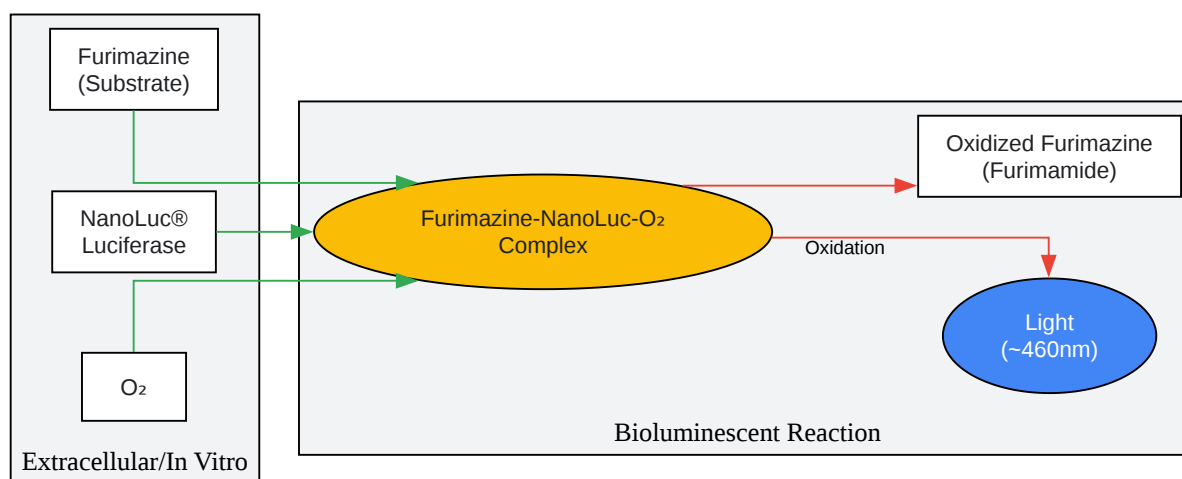 Furimazine
(Substrate)
NanoLuc®
Luciferase
O₂
Extracellular/In Vitro
Furimazine-NanoLuc-O₂
Complex
Oxidation
Oxidized Furimazine
(Furimamide)
Light
(~460nm)
Bioluminescent Reaction